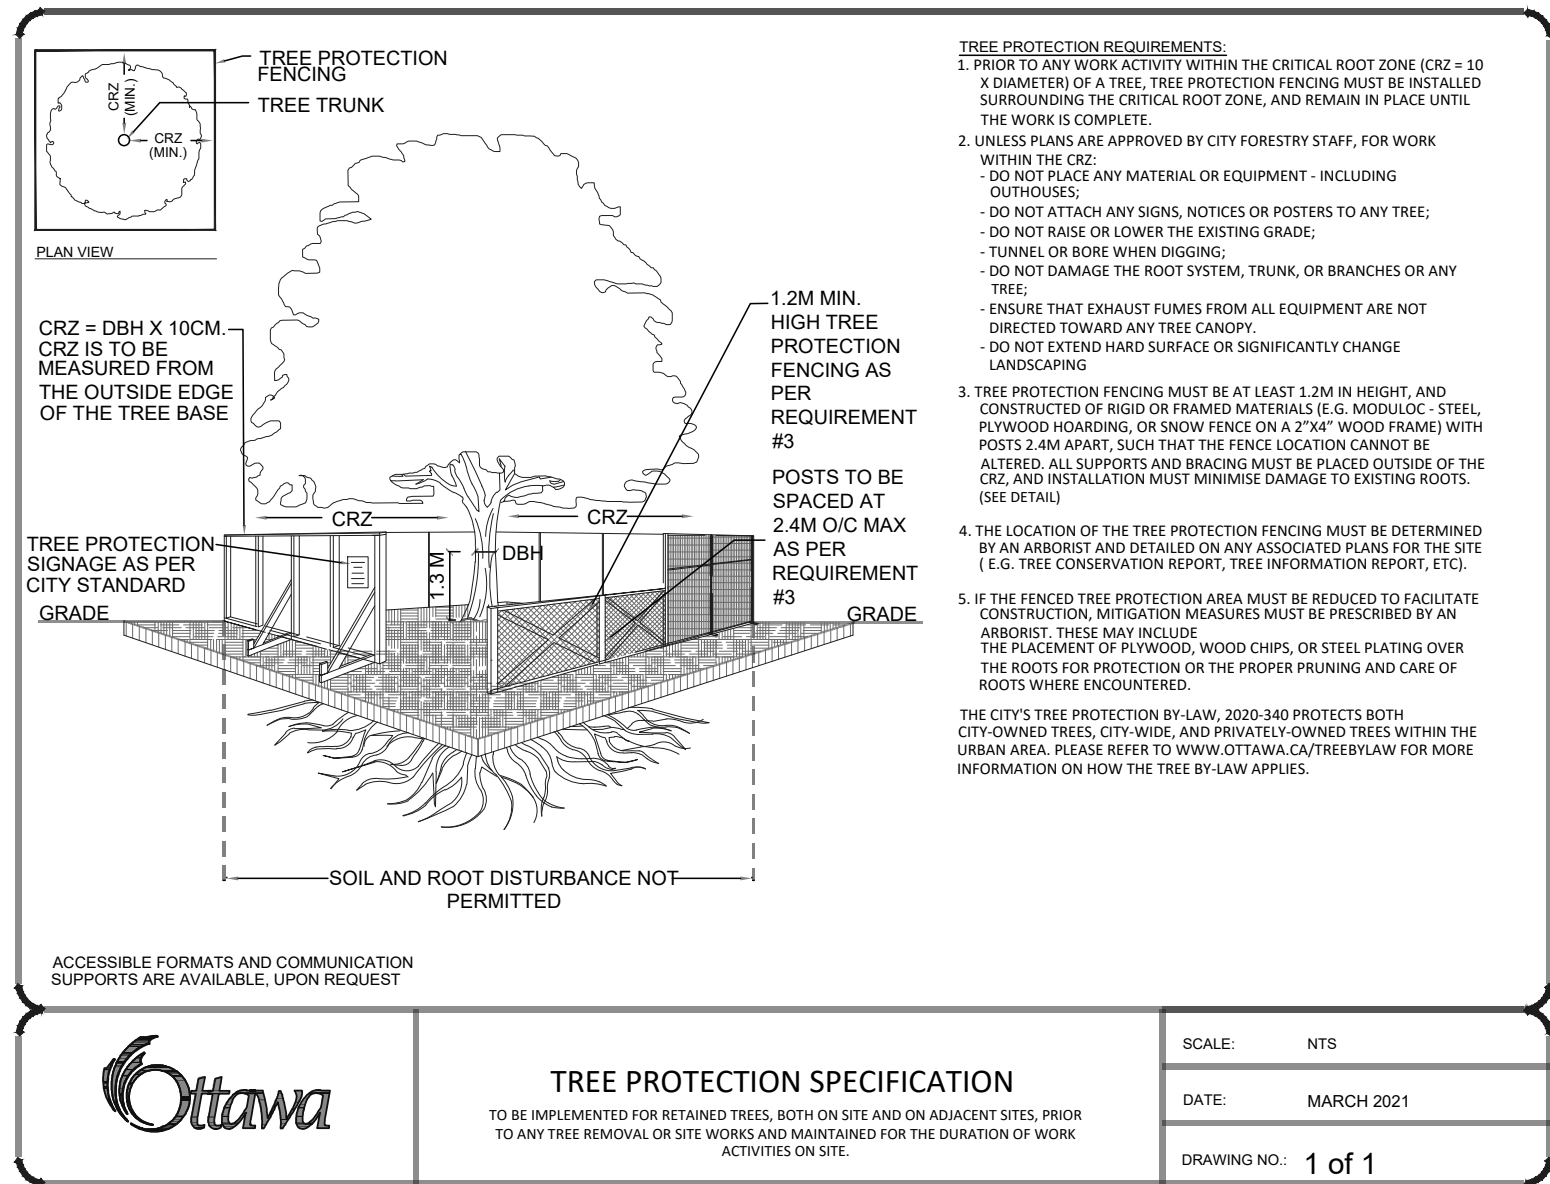 TREE PROTECTION
FENCING
TREE TRUNK
CRZ
(MIN.)
CRZ
(MIN.)
PLAN VIEW
CRZ = DBH X 10CM.
CRZ IS TO BE
MEASURED FROM
THE OUTSIDE EDGE
OF THE TREE BASE
1.2M MIN.
HIGH TREE
PROTECTION
FENCING AS
PER
REQUIREMENT
#3
POSTS TO BE
SPACED AT
2.4M O/C MAX
AS PER
REQUIREMENT
#3
CRZ
CRZ
TREE PROTECTION
SIGNAGE AS PER
CITY STANDARD
1.3 M
DBH
GRADE
GRADE
SOIL AND ROOT DISTURBANCE NOT
PERMITTED
ACCESSIBLE FORMATS AND COMMUNICATION
SUPPORTS ARE AVAILABLE, UPON REQUEST
TREE PROTECTION REQUIREMENTS:
1. PRIOR TO ANY WORK ACTIVITY WITHIN THE CRITICAL ROOT ZONE (CRZ = 10
X DIAMETER) OF A TREE, TREE PROTECTION FENCING MUST BE INSTALLED
SURROUNDING THE CRITICAL ROOT ZONE, AND REMAIN IN PLACE UNTIL
THE WORK IS COMPLETE.
2. UNLESS PLANS ARE APPROVED BY CITY FORESTRY STAFF, FOR WORK
WITHIN THE CRZ:
- DO NOT PLACE ANY MATERIAL OR EQUIPMENT - INCLUDING
OUTHOUSES;
- DO NOT ATTACH ANY SIGNS, NOTICES OR POSTERS TO ANY TREE;
- DO NOT RAISE OR LOWER THE EXISTING GRADE;
- TUNNEL OR BORE WHEN DIGGING;
- DO NOT DAMAGE THE ROOT SYSTEM, TRUNK, OR BRANCHES OR ANY
TREE;
- ENSURE THAT EXHAUST FUMES FROM ALL EQUIPMENT ARE NOT
DIRECTED TOWARD ANY TREE CANOPY.
- DO NOT EXTEND HARD SURFACE OR SIGNIFICANTLY CHANGE
LANDSCAPING
3. TREE PROTECTION FENCING MUST BE AT LEAST 1.2M IN HEIGHT, AND
CONSTRUCTED OF RIGID OR FRAMED MATERIALS (E.G. MODULOC - STEEL,
PLYWOOD HOARDING, OR SNOW FENCE ON A 2”X4” WOOD FRAME) WITH
POSTS 2.4M APART, SUCH THAT THE FENCE LOCATION CANNOT BE
ALTERED. ALL SUPPORTS AND BRACING MUST BE PLACED OUTSIDE OF THE
CRZ, AND INSTALLATION MUST MINIMISE DAMAGE TO EXISTING ROOTS.
(SEE DETAIL)
4. THE LOCATION OF THE TREE PROTECTION FENCING MUST BE DETERMINED
BY AN ARBORIST AND DETAILED ON ANY ASSOCIATED PLANS FOR THE SITE
( E.G. TREE CONSERVATION REPORT, TREE INFORMATION REPORT, ETC).
5. IF THE FENCED TREE PROTECTION AREA MUST BE REDUCED TO FACILITATE
CONSTRUCTION, MITIGATION MEASURES MUST BE PRESCRIBED BY AN
ARBORIST. THESE MAY INCLUDE
THE PLACEMENT OF PLYWOOD, WOOD CHIPS, OR STEEL PLATING OVER
THE ROOTS FOR PROTECTION OR THE PROPER PRUNING AND CARE OF
ROOTS WHERE ENCOUNTERED.
THE CITY'S TREE PROTECTION BY-LAW, 2020-340 PROTECTS BOTH
CITY-OWNED TREES, CITY-WIDE, AND PRIVATELY-OWNED TREES WITHIN THE
URBAN AREA. PLEASE REFER TO WWW.OTTAWA.CA/TREEBYLAW FOR MORE
INFORMATION ON HOW THE TREE BY-LAW APPLIES.
Ottawa
TREE PROTECTION SPECIFICATION
TO BE IMPLEMENTED FOR RETAINED TREES, BOTH ON SITE AND ON ADJACENT SITES, PRIOR
TO ANY TREE REMOVAL OR SITE WORKS AND MAINTAINED FOR THE DURATION OF WORK
ACTIVITIES ON SITE.
SCALE: NTS
DATE: MARCH 2021
DRAWING NO.: 1 of 1